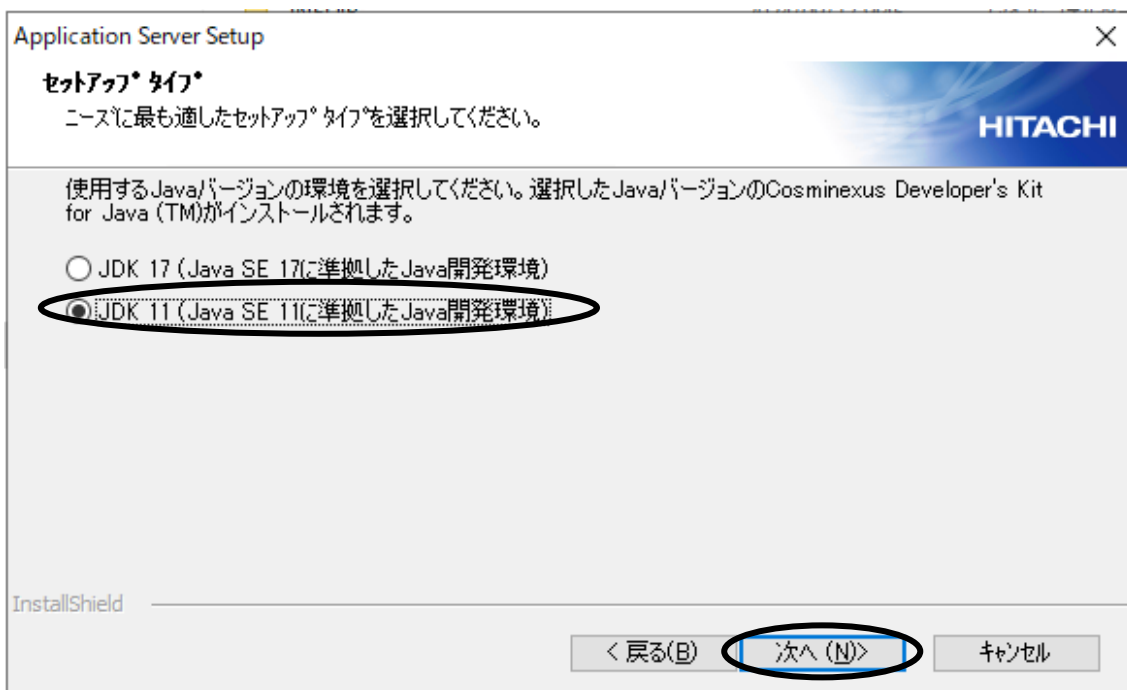 Application Server Setup
セットアップ タイプ
ニーズに最も適したセットアップ タイプを選択してください。
HITACHI
使用するJavaバージョンの環境を選択してください。選択したJavaバージョンのCosminexus Developer's Kit
for Java (TM)がインストールされます。
JDK 17 (Java SE 17に準拠したJava開発環境)
JDK 11 (Java SE 11に準拠したJava開発環境)
InstallShield
< 戻る(B)
次へ (N)>
キャンセル